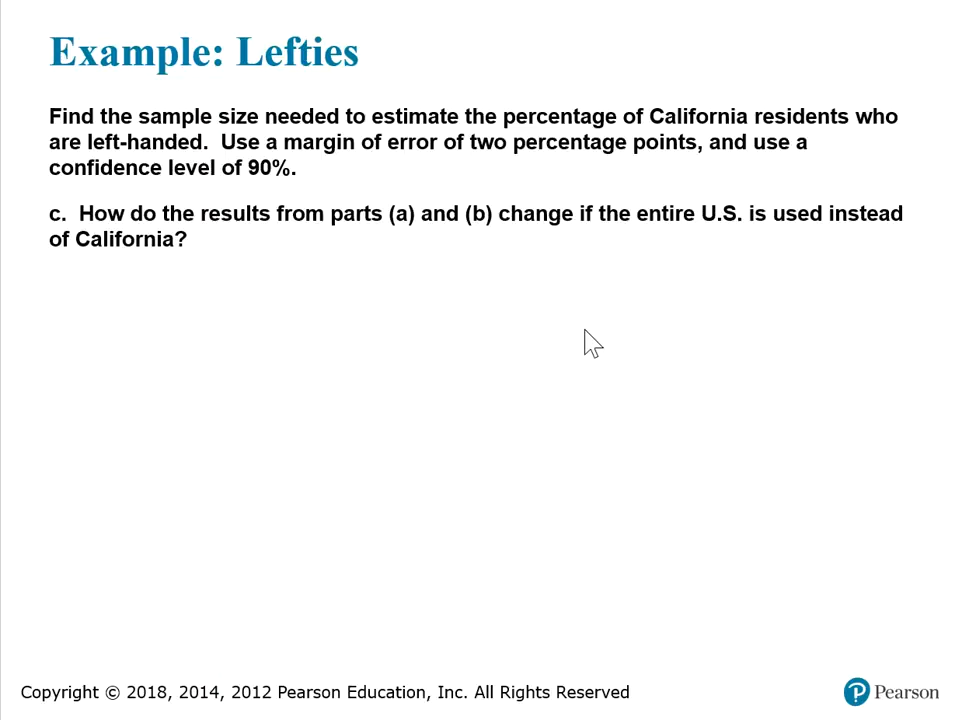 Example: Lefties
Find the sample size needed to estimate the percentage of California residents who
are left-handed.  Use a margin of error of two percentage points, and use a
confidence level of 90%.
c.  How do the results from parts (a) and (b) change if the entire U.S. is used instead
of California?
Copyright © 2018, 2014, 2012 Pearson Education, Inc. All Rights Reserved
P Pearson